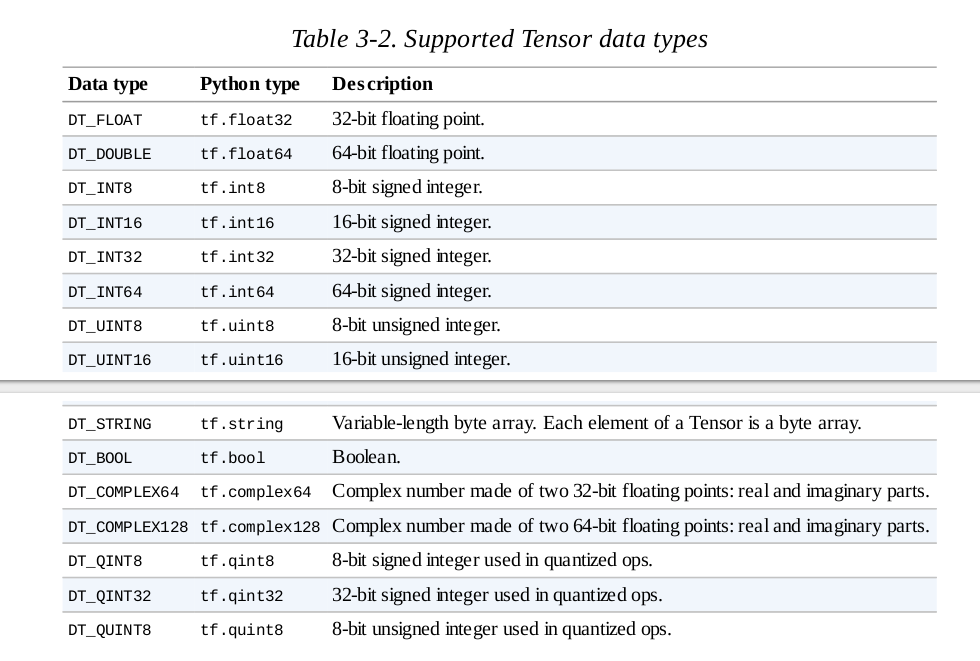 Table 3-2. Supported Tensor data types
Data type Python type Description
DT_FLOAT tf.float32 32-bit floating point.
DT_DOUBLE tf.float64 64-bit floating point.
DT_INT8 tf.int8 8-bit signed integer.
DT_INT16 tf.int16 16-bit signed integer.
DT_INT32 tf.int32 32-bit signed integer.
DT_INT64 tf.int64 64-bit signed integer.
DT_UINT8 tf.uint8 8-bit unsigned integer.
DT_UINT16 tf.uint16 16-bit unsigned integer.
DT_STRING tf.string Variable-length byte array. Each element of a Tensor is a byte array.
DT_BOOL tf.bool Boolean.
DT_COMPLEX64 tf.complex64 Complex number made of two 32-bit floating points: real and imaginary parts.
DT_COMPLEX128 tf.complex128 Complex number made of two 64-bit floating points: real and imaginary parts.
DT_QINT8 tf.qint8 8-bit signed integer used in quantized ops.
DT_QINT32 tf.qint32 32-bit signed integer used in quantized ops.
DT_QUINT8 tf.quint8 8-bit unsigned integer used in quantized ops.